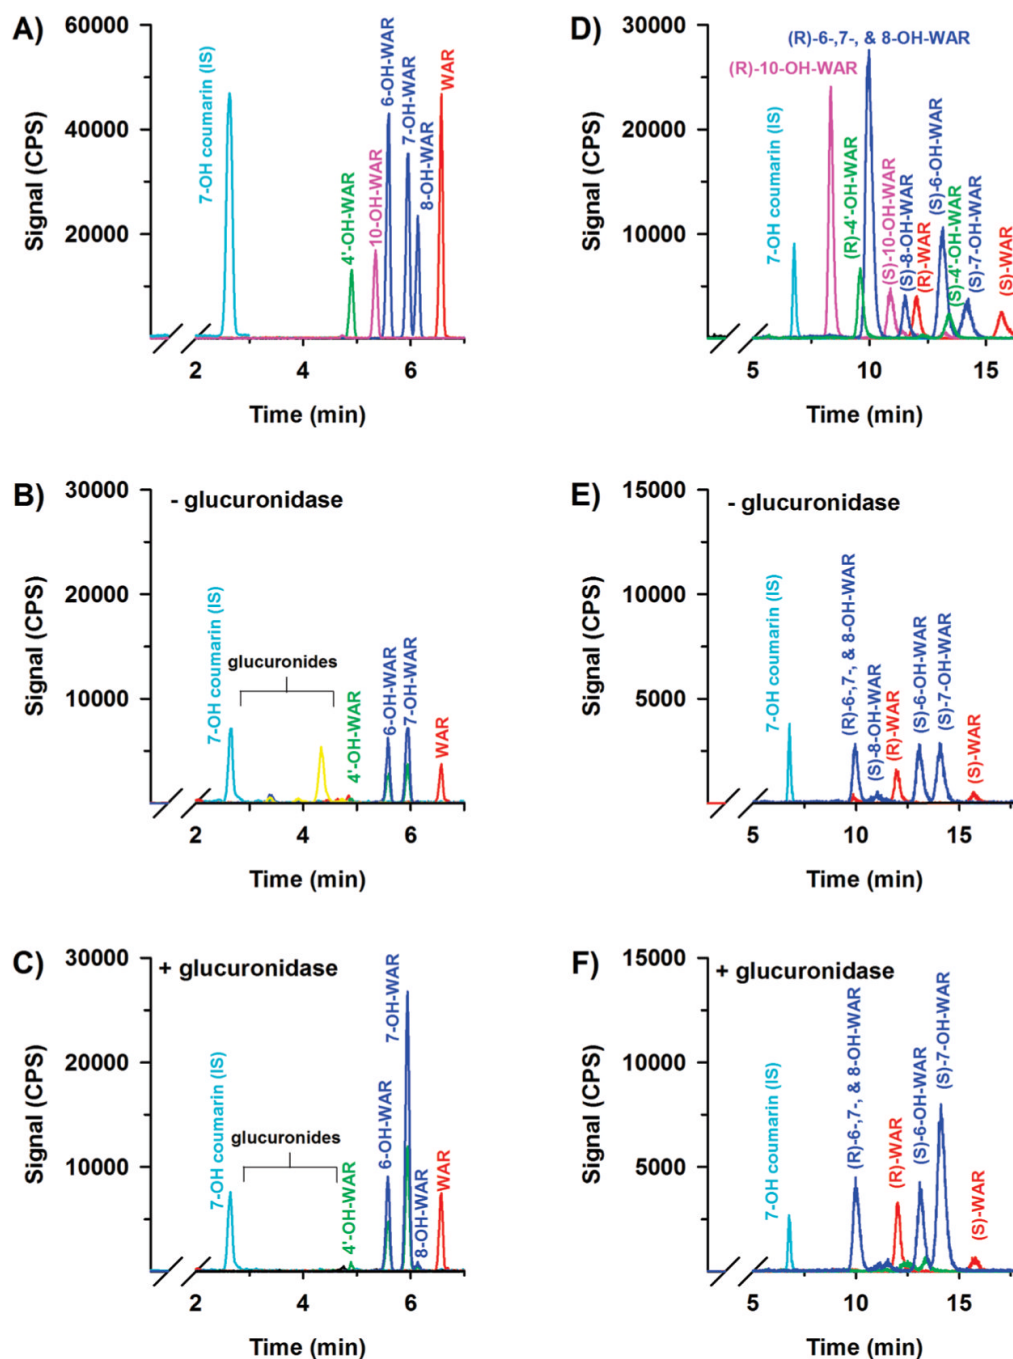 A)
60000
40000
20000
Signal (CPS)
7-OH coumarin (IS)
4'-OH-WAR
10-OH-WAR
6-OH-WAR
7-OH-WAR
8-OH-WAR
WAR
2
4
6
Time (min)
D)
30000
20000
10000
Signal (CPS)
(R)-6-,7-, & 8-OH-WAR
(R)-10-OH-WAR
7-OH coumarin (IS)
(R)-4'-OH-WAR
(S)-10-OH-WAR
(S)-8-OH-WAR
(R)-WAR
(S)-6-OH-WAR
(S)-4'-OH-WAR
(S)-7-OH-WAR
(S)-WAR
5
10
15
Time (min)
B)
30000
20000
10000
Signal (CPS)
- glucuronidase
7-OH coumarin (IS)
glucuronides
4'-OH-WAR
6-OH-WAR
7-OH-WAR
WAR
2
4
6
Time (min)
E)
15000
10000
5000
Signal (CPS)
- glucuronidase
7-OH coumarin (IS)
(R)-6-,7-, & 8-OH-WAR
(S)-8-OH-WAR
(R)-WAR
(S)-6-OH-WAR
(S)-7-OH-WAR
(S)-WAR
5
10
15
Time (min)
C)
30000
20000
10000
Signal (CPS)
+ glucuronidase
7-OH coumarin (IS)
glucuronides
4'-OH-WAR
6-OH-WAR
7-OH-WAR
8-OH-WAR
WAR
2
4
6
Time (min)
F)
15000
10000
5000
Signal (CPS)
+ glucuronidase
7-OH coumarin (IS)
(R)-6-,7-, & 8-OH-WAR
(R)-WAR
(S)-6-OH-WAR
(S)-7-OH-WAR
(S)-WAR
5
10
15
Time (min)